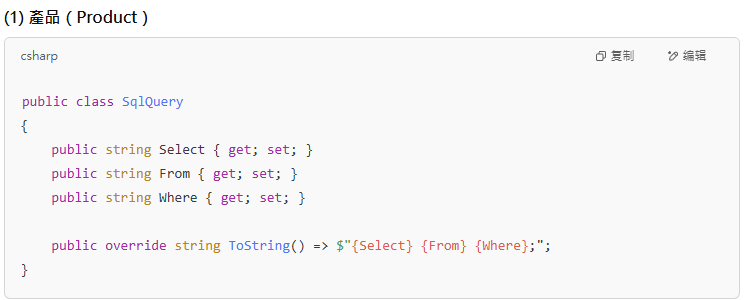 (1) 產品（Product）
csharp 复制 编辑
public class SqlQuery
{
    public string Select { get; set; }
    public string From { get; set; }
    public string Where { get; set; }

    public override string ToString() => $"{Select} {From} {Where};";
}